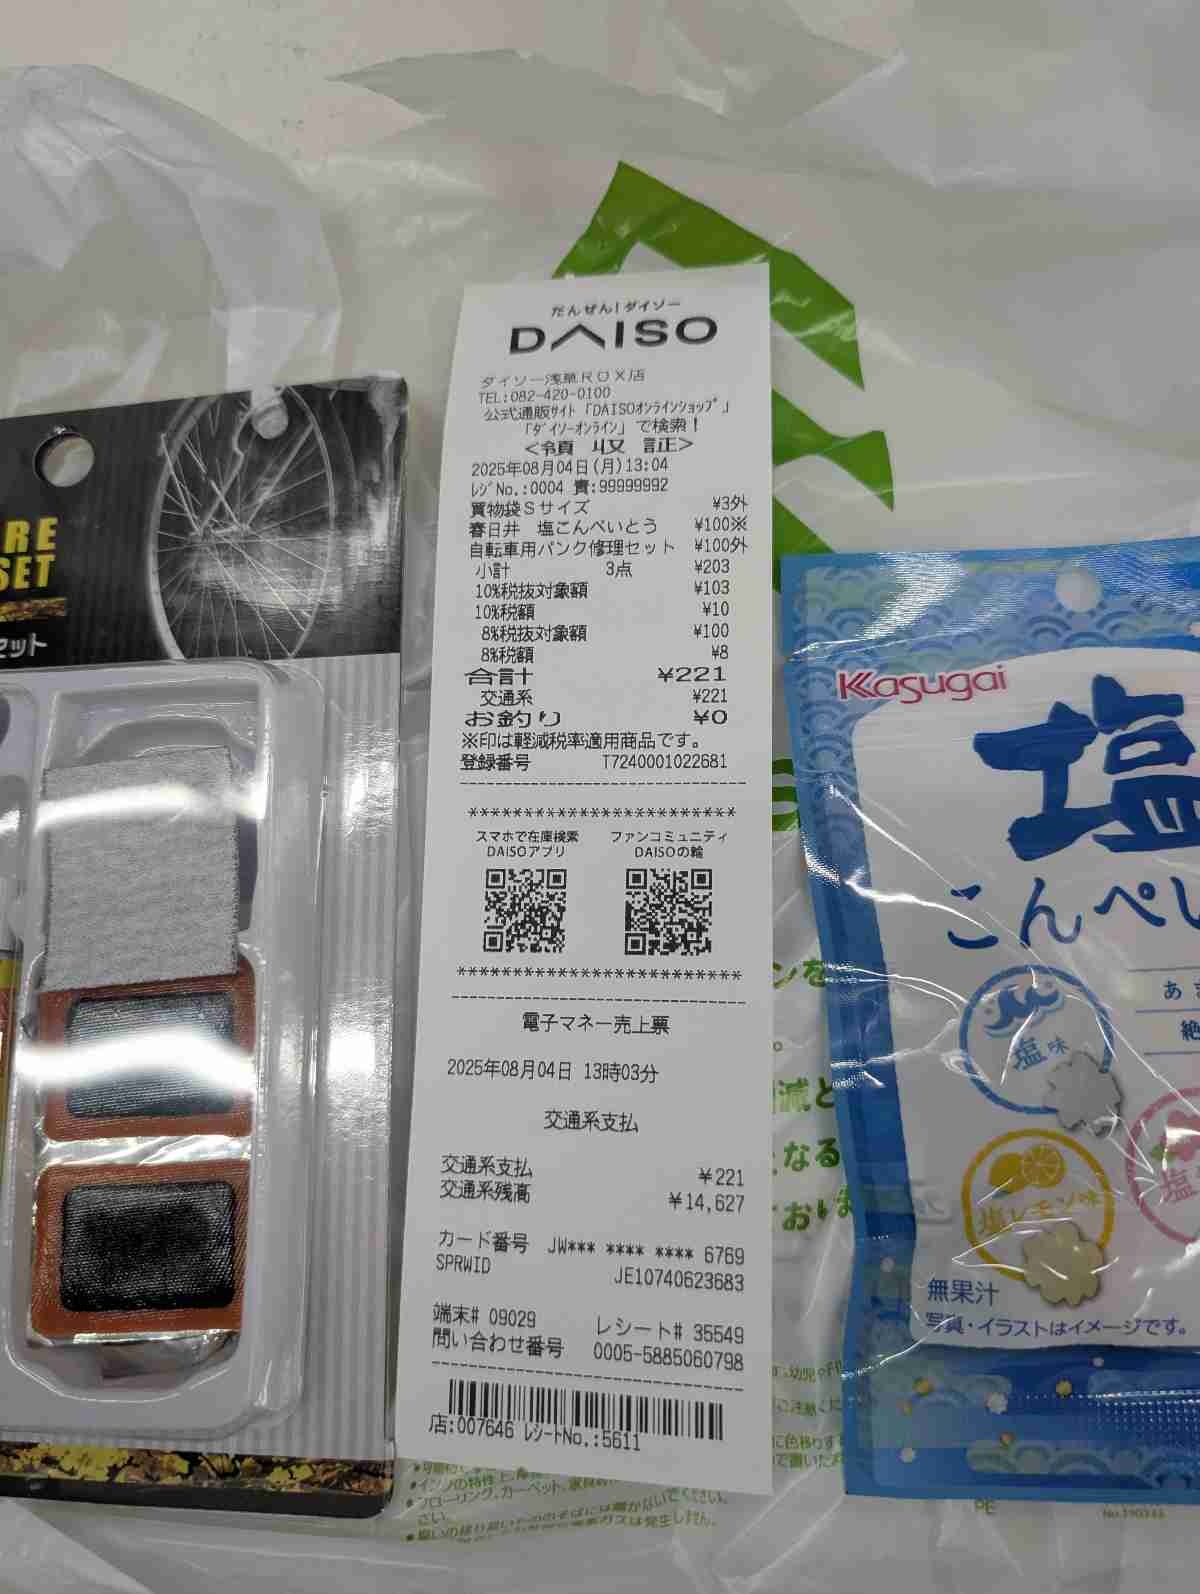 だんぜん!ダイソー
DAISO
ダイソー浅草ROX店
TEL:082-420-0100
公式通販サイト「DAISOオンラインショップ」
「ダイソーオンライン」で検索!
<領 収 証>
2025年08月04日(月)13:04
レジNo.:0004 責:99999992
買物袋Sサイズ ¥3外
春日井 塩こんぺいとう ¥100※
自転車用パンク修理セット ¥100外
小計 3点 ¥203
10%税抜対象額 ¥103
10%税額 ¥10
8%税抜対象額 ¥100
8%税額 ¥8
合計 ¥221
交通系 ¥221
お釣り ¥0
※印は軽減税率適用商品です。
登録番号 T7240001022681
************************
スマホで在庫検索 ファンコミュニティ
DAISOアプリ DAISOの輪
************************
電子マネー売上票
2025年08月04日 13時03分
交通系支払
交通系支払 ¥221
交通系残高 ¥14,627
カード番号 JW*** **** **** 6769
SPRWID JE10740623683
端末# 09029 レシート# 35549
問い合わせ番号 0005-5885060798
店:007646 レシートNo.:5611
RE
SET
セット
Kasugai
塩
こんぺい
塩味
塩レモン味
塩
無果汁
写真・イラストはイメージです。
ンを
減と
なる
PE